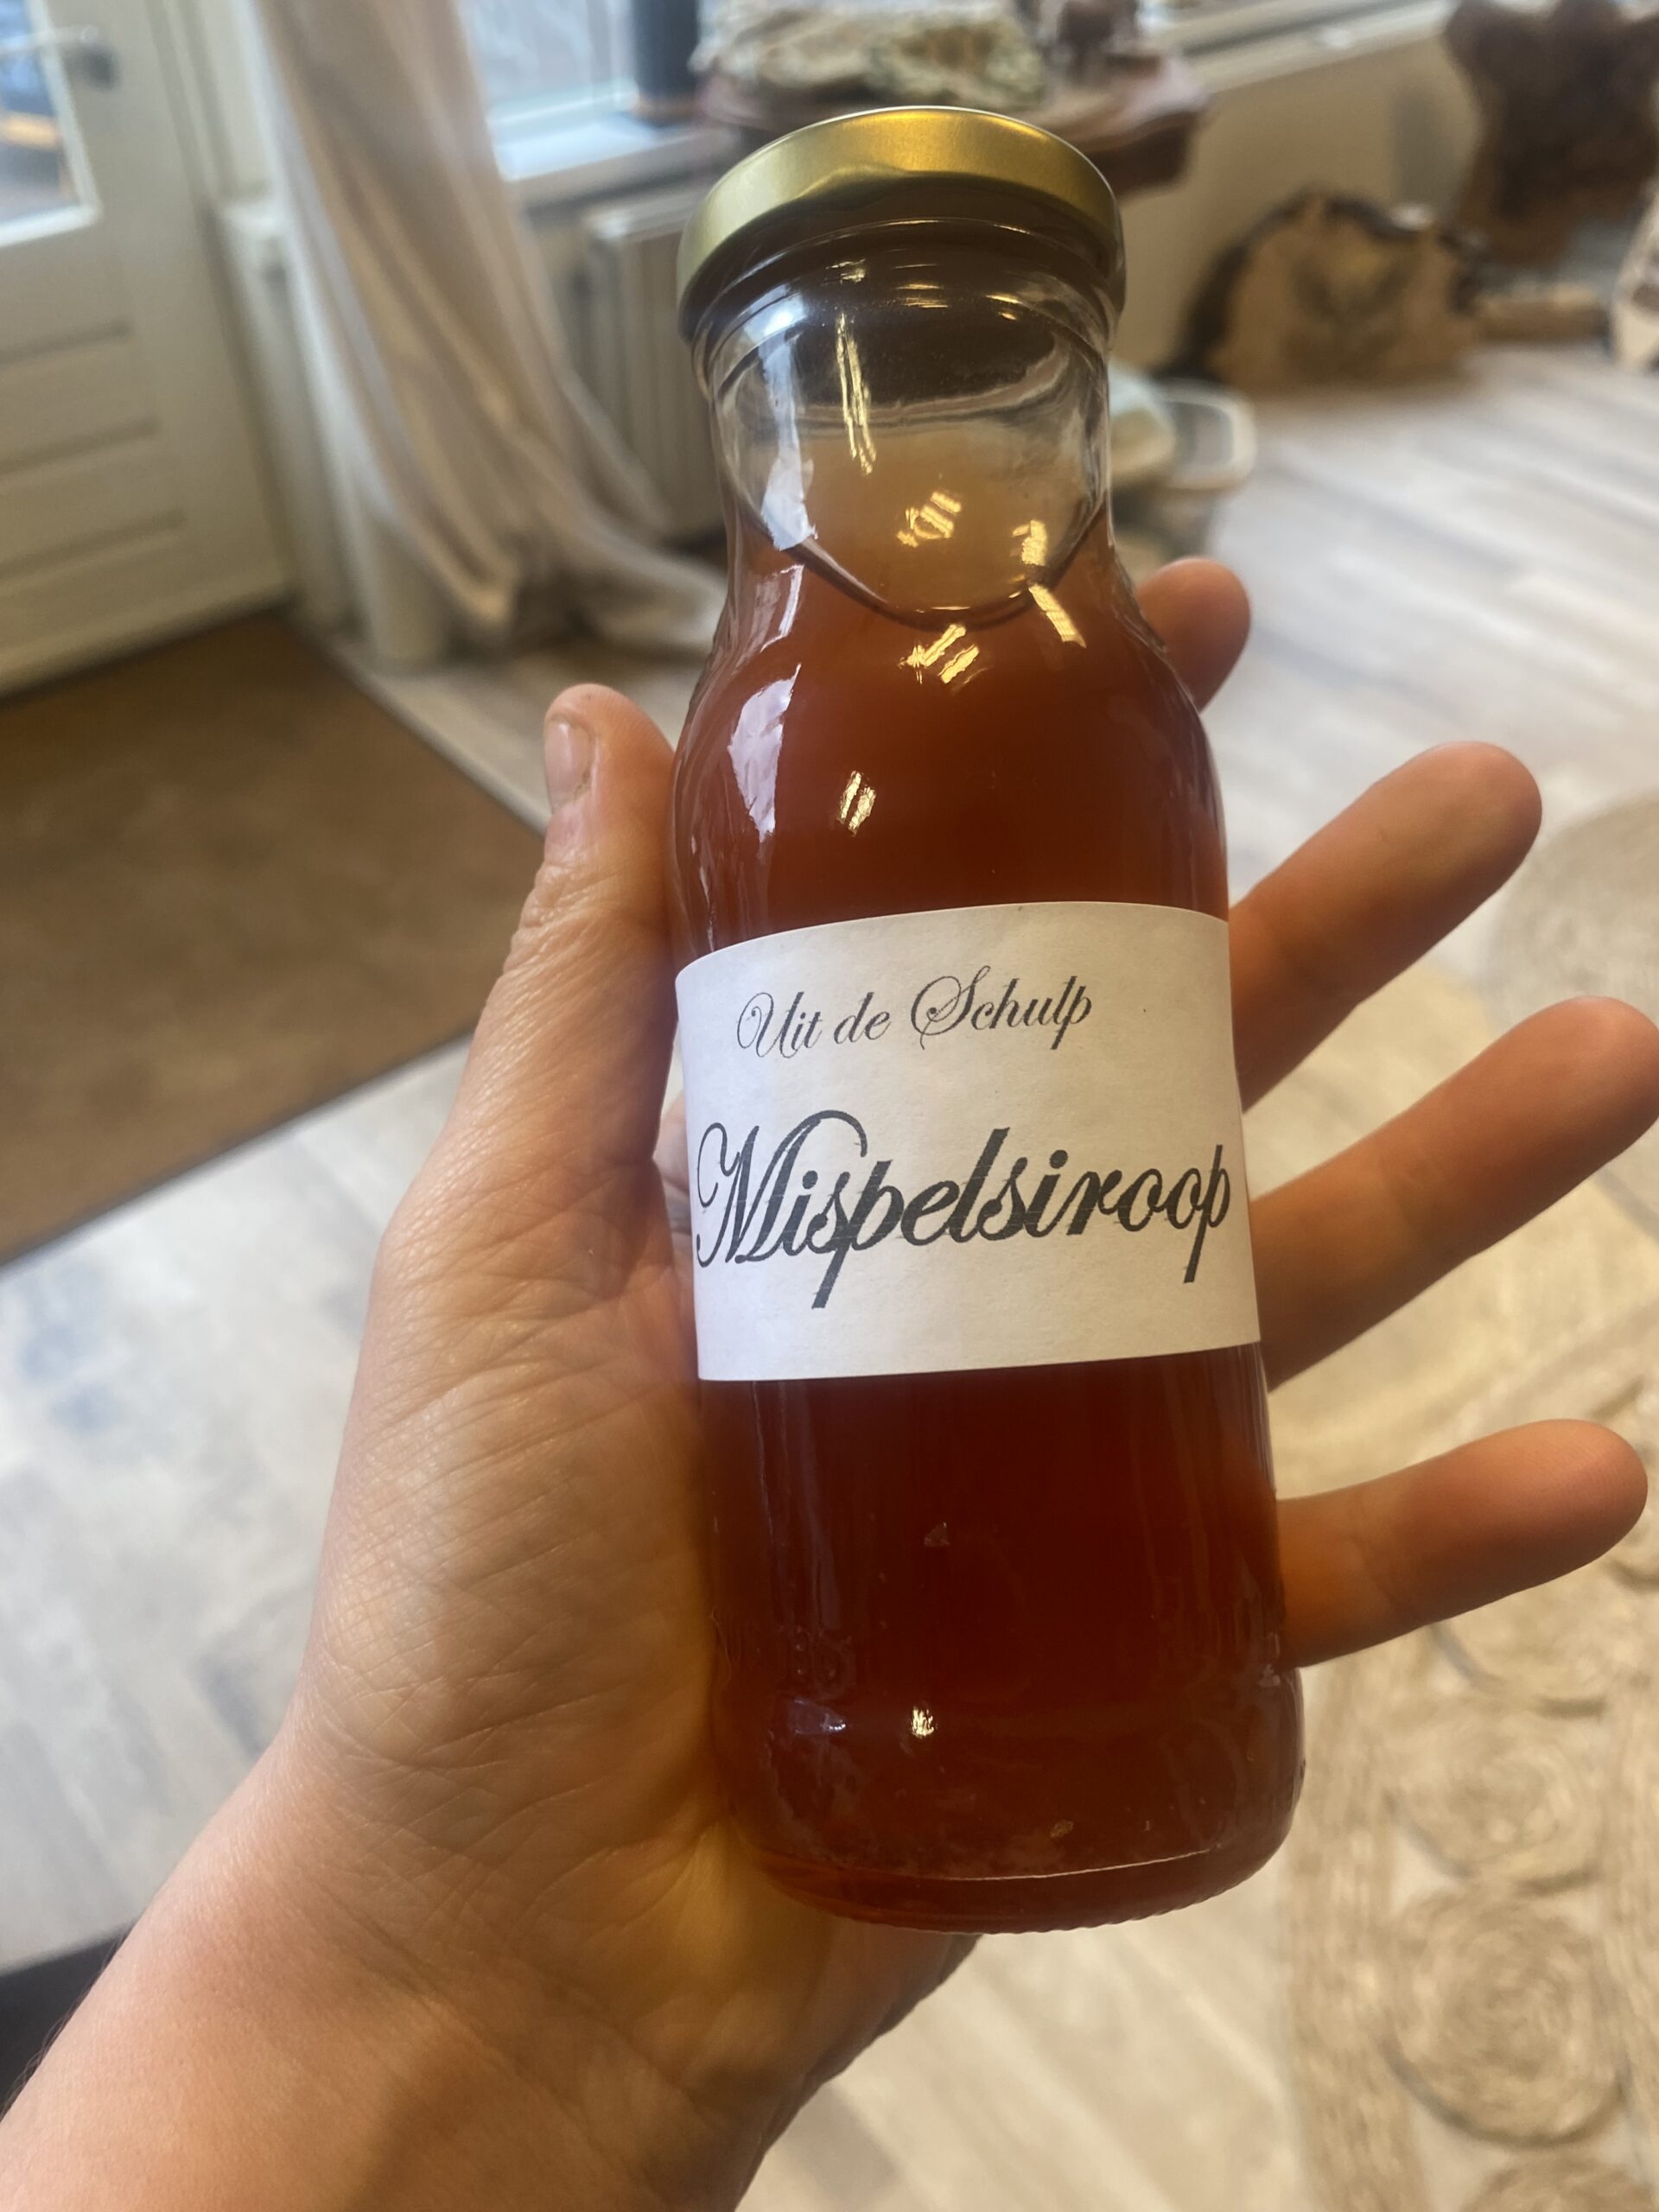 Uit de Schulp
Mispelsiroop